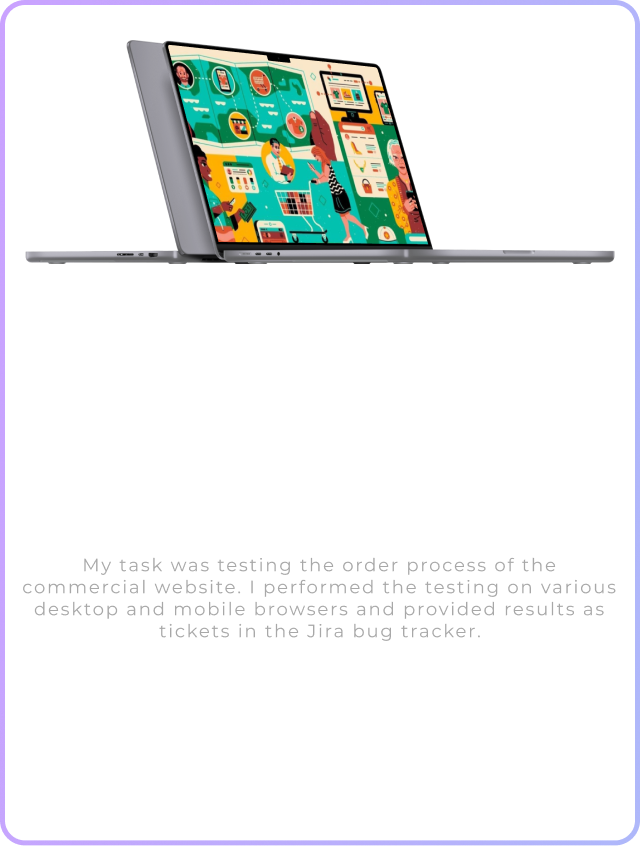 My task was testing the order process of the
commercial website. I performed the testing on various
desktop and mobile browsers and provided results as
tickets in the Jira bug tracker.